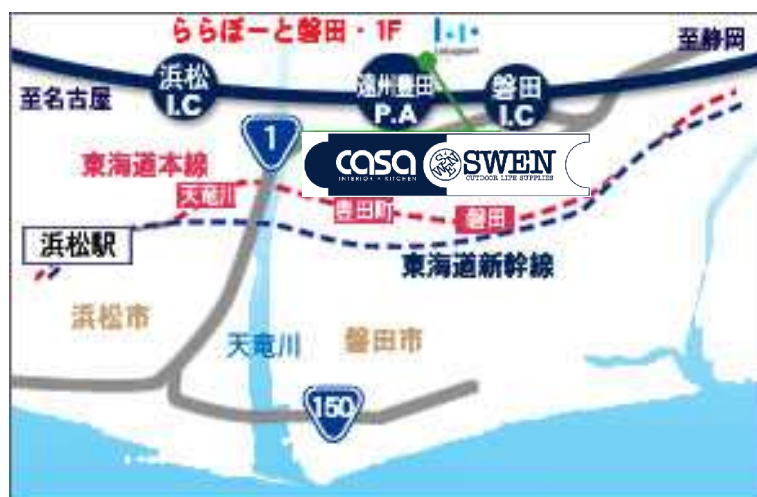 ららぽーと磐田・1F
至静岡
浜松
I.C
遠州豊田
P.A
磐田
I.C
至名古屋
1
casa
INTERIOR + KITCHEN
SWEN
OUTDOOR LIFE SUPPLIES
東海道本線
天竜川
豊田町
磐田
浜松駅
東海道新幹線
浜松市
天竜川
磐田市
150